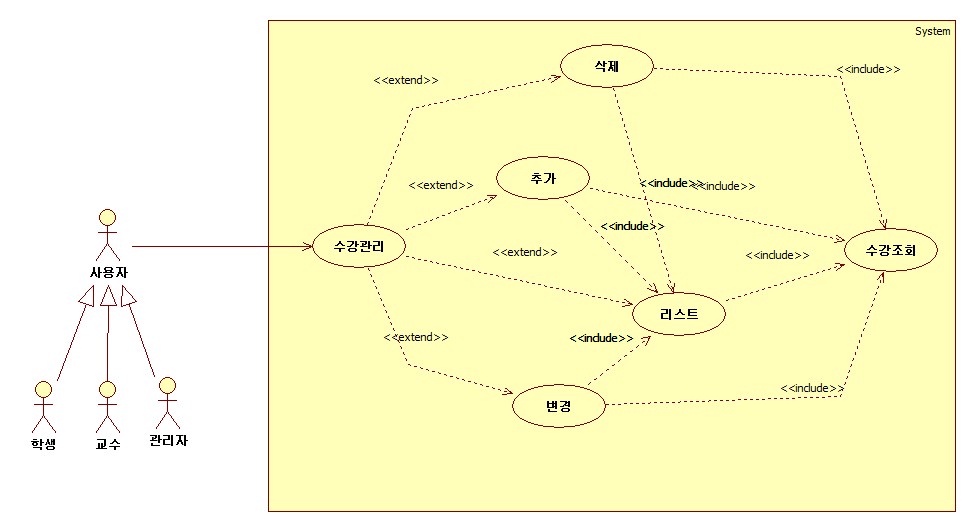 System
삭제
<<extend>>
<<include>>
추가
<<extend>>
<<include>>
<<include>>
<<include>>
수강관리
<<extend>>
<<include>>
수강조회
사용자
리스트
<<extend>>
<<include>>
변경
<<include>>
학생
교수
관리자